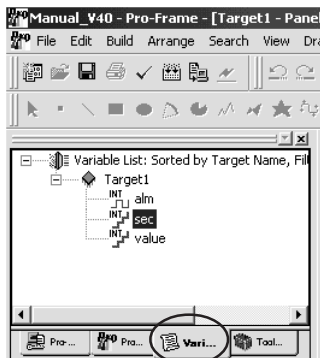 Manual_V40 - Pro-Frame - [Target1 - Pane
File Edit Build Arrange Search View Dra
Variable List: Sorted by Target Name, Fil
Target1
INT alm
INT sec
INT value
Pro-... Pro... Vari... Tool...